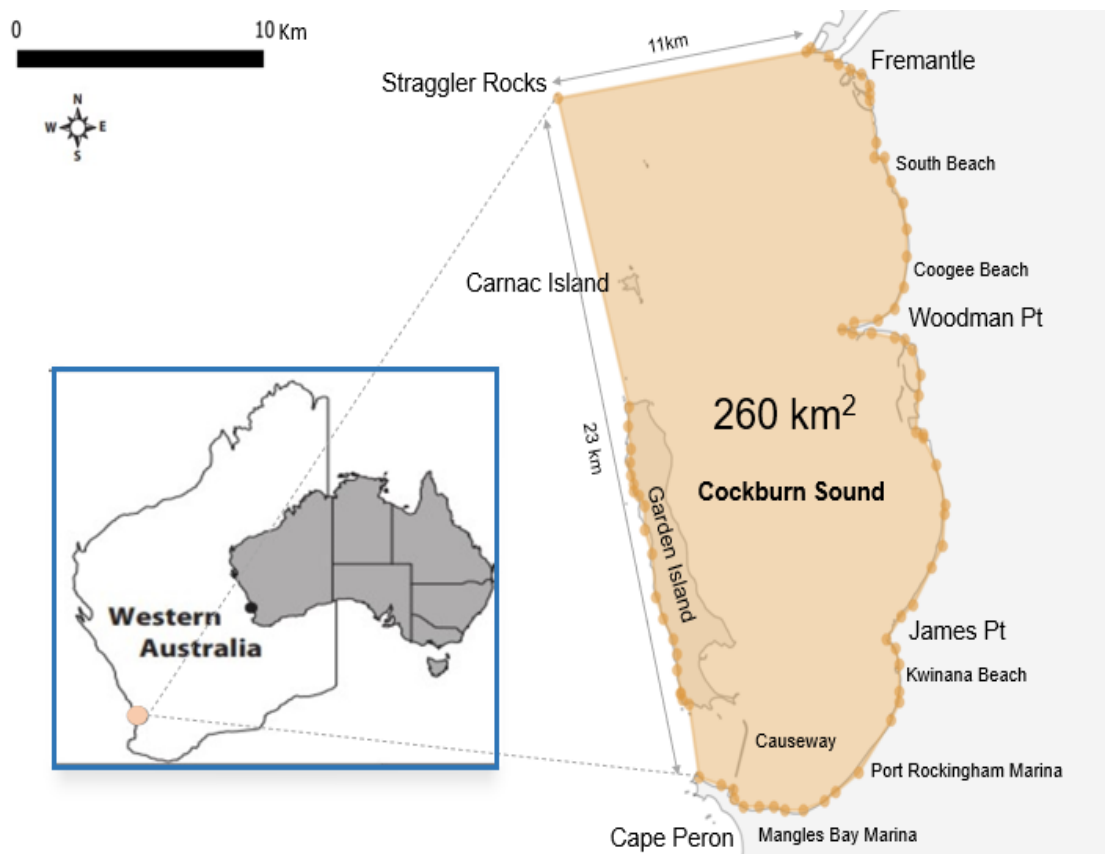 0
10 Km
N
W E
S
11km
Straggler Rocks
Fremantle
South Beach
Carnac Island
Coogee Beach
Woodman Pt
260 km²
23 km
Cockburn Sound
Garden Island
Western
Australia
James Pt
Kwinana Beach
Causeway
Port Rockingham Marina
Cape Peron
Mangles Bay Marina